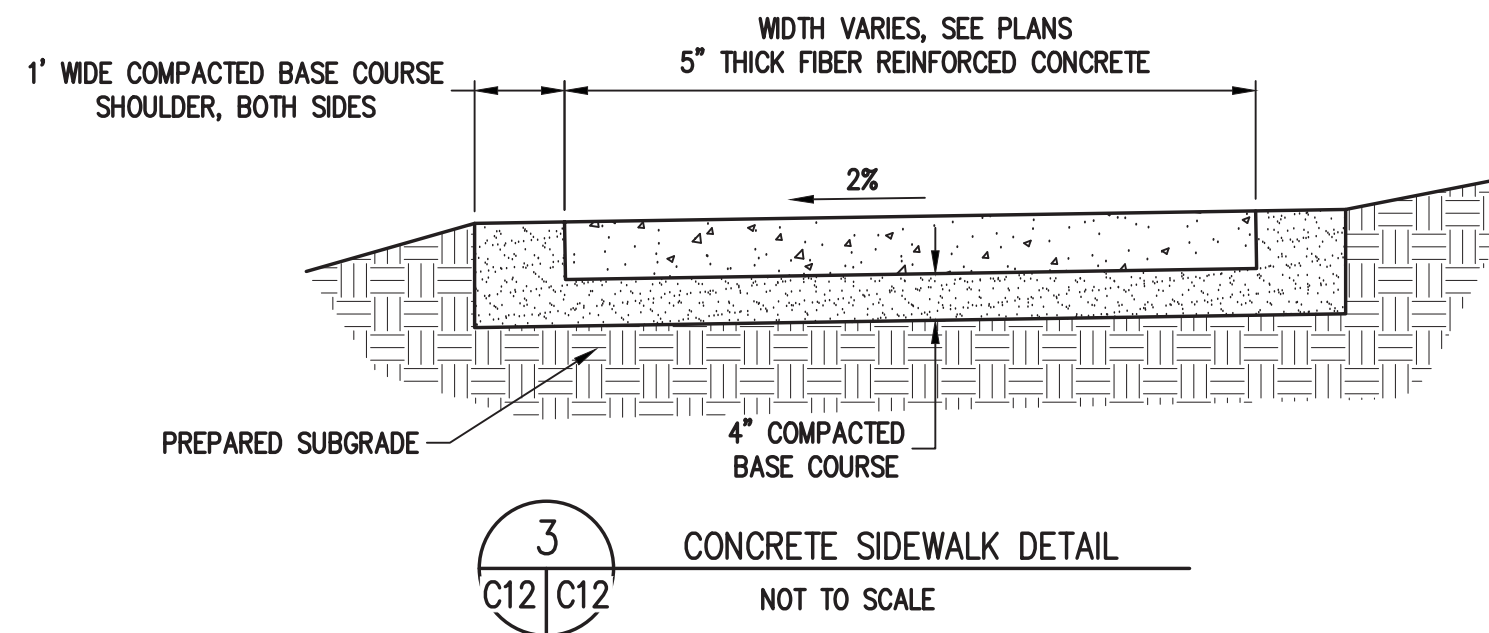 WIDTH VARIES, SEE PLANS
5" THICK FIBER REINFORCED CONCRETE
1' WIDE COMPACTED BASE COURSE
SHOULDER, BOTH SIDES
2%
PREPARED SUBGRADE
4" COMPACTED
BASE COURSE
3
C12 C12
CONCRETE SIDEWALK DETAIL
NOT TO SCALE